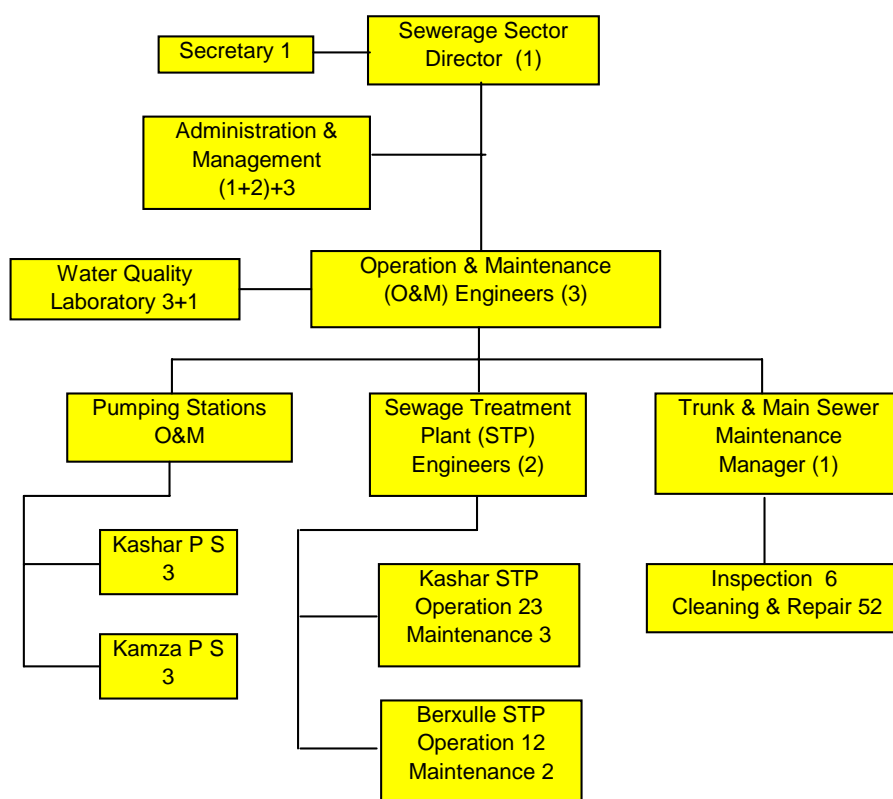 Sewerage Sector
Director (1)
Secretary 1
Administration &
Management
(1+2)+3
Operation & Maintenance
(O&M) Engineers (3)
Water Quality
Laboratory 3+1
Pumping Stations
O&M
Sewage Treatment
Plant (STP)
Engineers (2)
Trunk & Main Sewer
Maintenance
Manager (1)
Kashar P S
3
Kamza P S
3
Kashar STP
Operation 23
Maintenance 3
Berxulle STP
Operation 12
Maintenance 2
Inspection 6
Cleaning & Repair 52